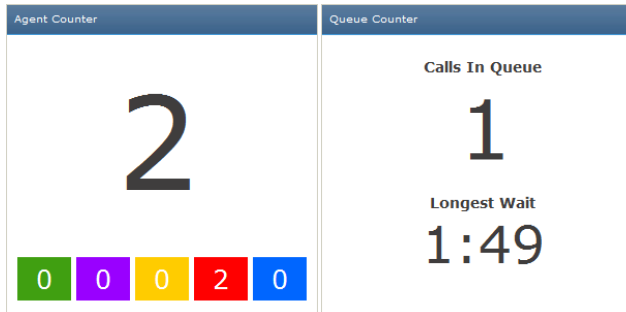 Agent Counter
2
0 0 0 2 0
Queue Counter
Calls In Queue
1
Longest Wait
1:49